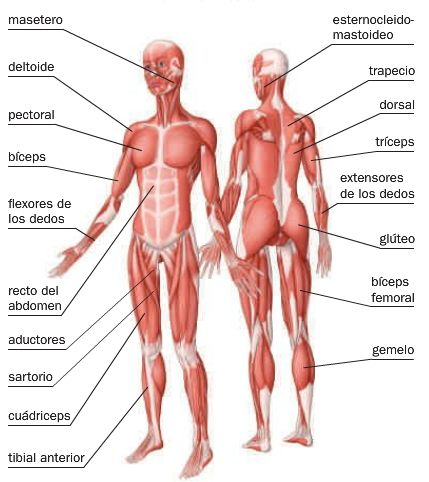 masetero
deltoide
pectoral
bíceps
flexores de
los dedos
recto del
abdomen
aductores
sartorio
cuádriceps
tibial anterior
esternocleido-
mastoideo
trapecio
dorsal
tríceps
extensores
de los dedos
glúteo
bíceps
femoral
gemelo